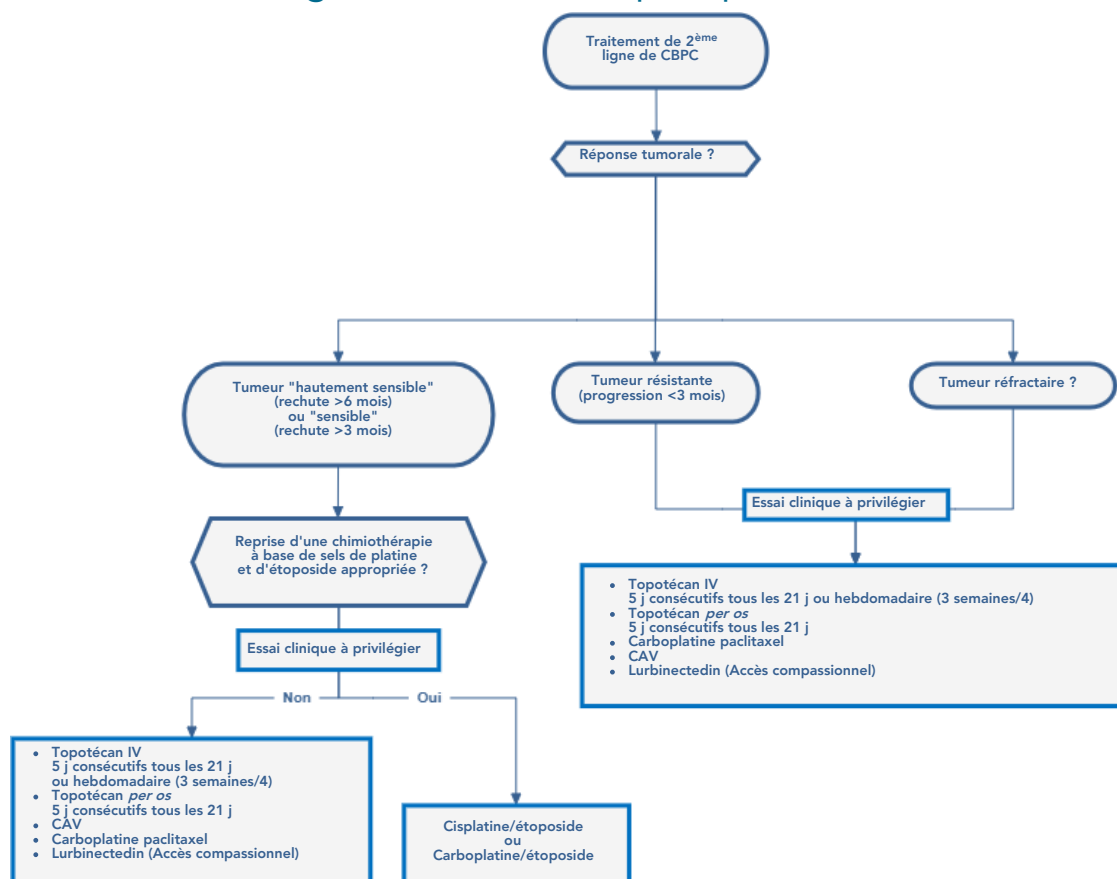 Traitement de 2ème
ligne de CBPC
Réponse tumorale ?
Tumeur "hautement sensible"
(rechute >6 mois)
ou "sensible"
(rechute >3 mois)
Tumeur résistante
(progression <3 mois)
Tumeur réfractaire ?
Reprise d'une chimiothérapie
à base de sels de platine
et d'étoposide appropriée ?
Essai clinique à privilégier
Essai clinique à privilégier
• Topotécan IV
5 j consécutifs tous les 21 j ou hebdomadaire (3 semaines/4)
• Topotécan per os
5 j consécutifs tous les 21 j
• Carboplatine paclitaxel
• CAV
• Lurbinectedin (Accès compassionnel)
Non
Oui
• Topotécan IV
5 j consécutifs tous les 21 j
ou hebdomadaire (3 semaines/4)
• Topotécan per os
5 j consécutifs tous les 21 j
• CAV
• Carboplatine paclitaxel
• Lurbinectedin (Accès compassionnel)
Cisplatine/étoposide
ou
Carboplatine/étoposide